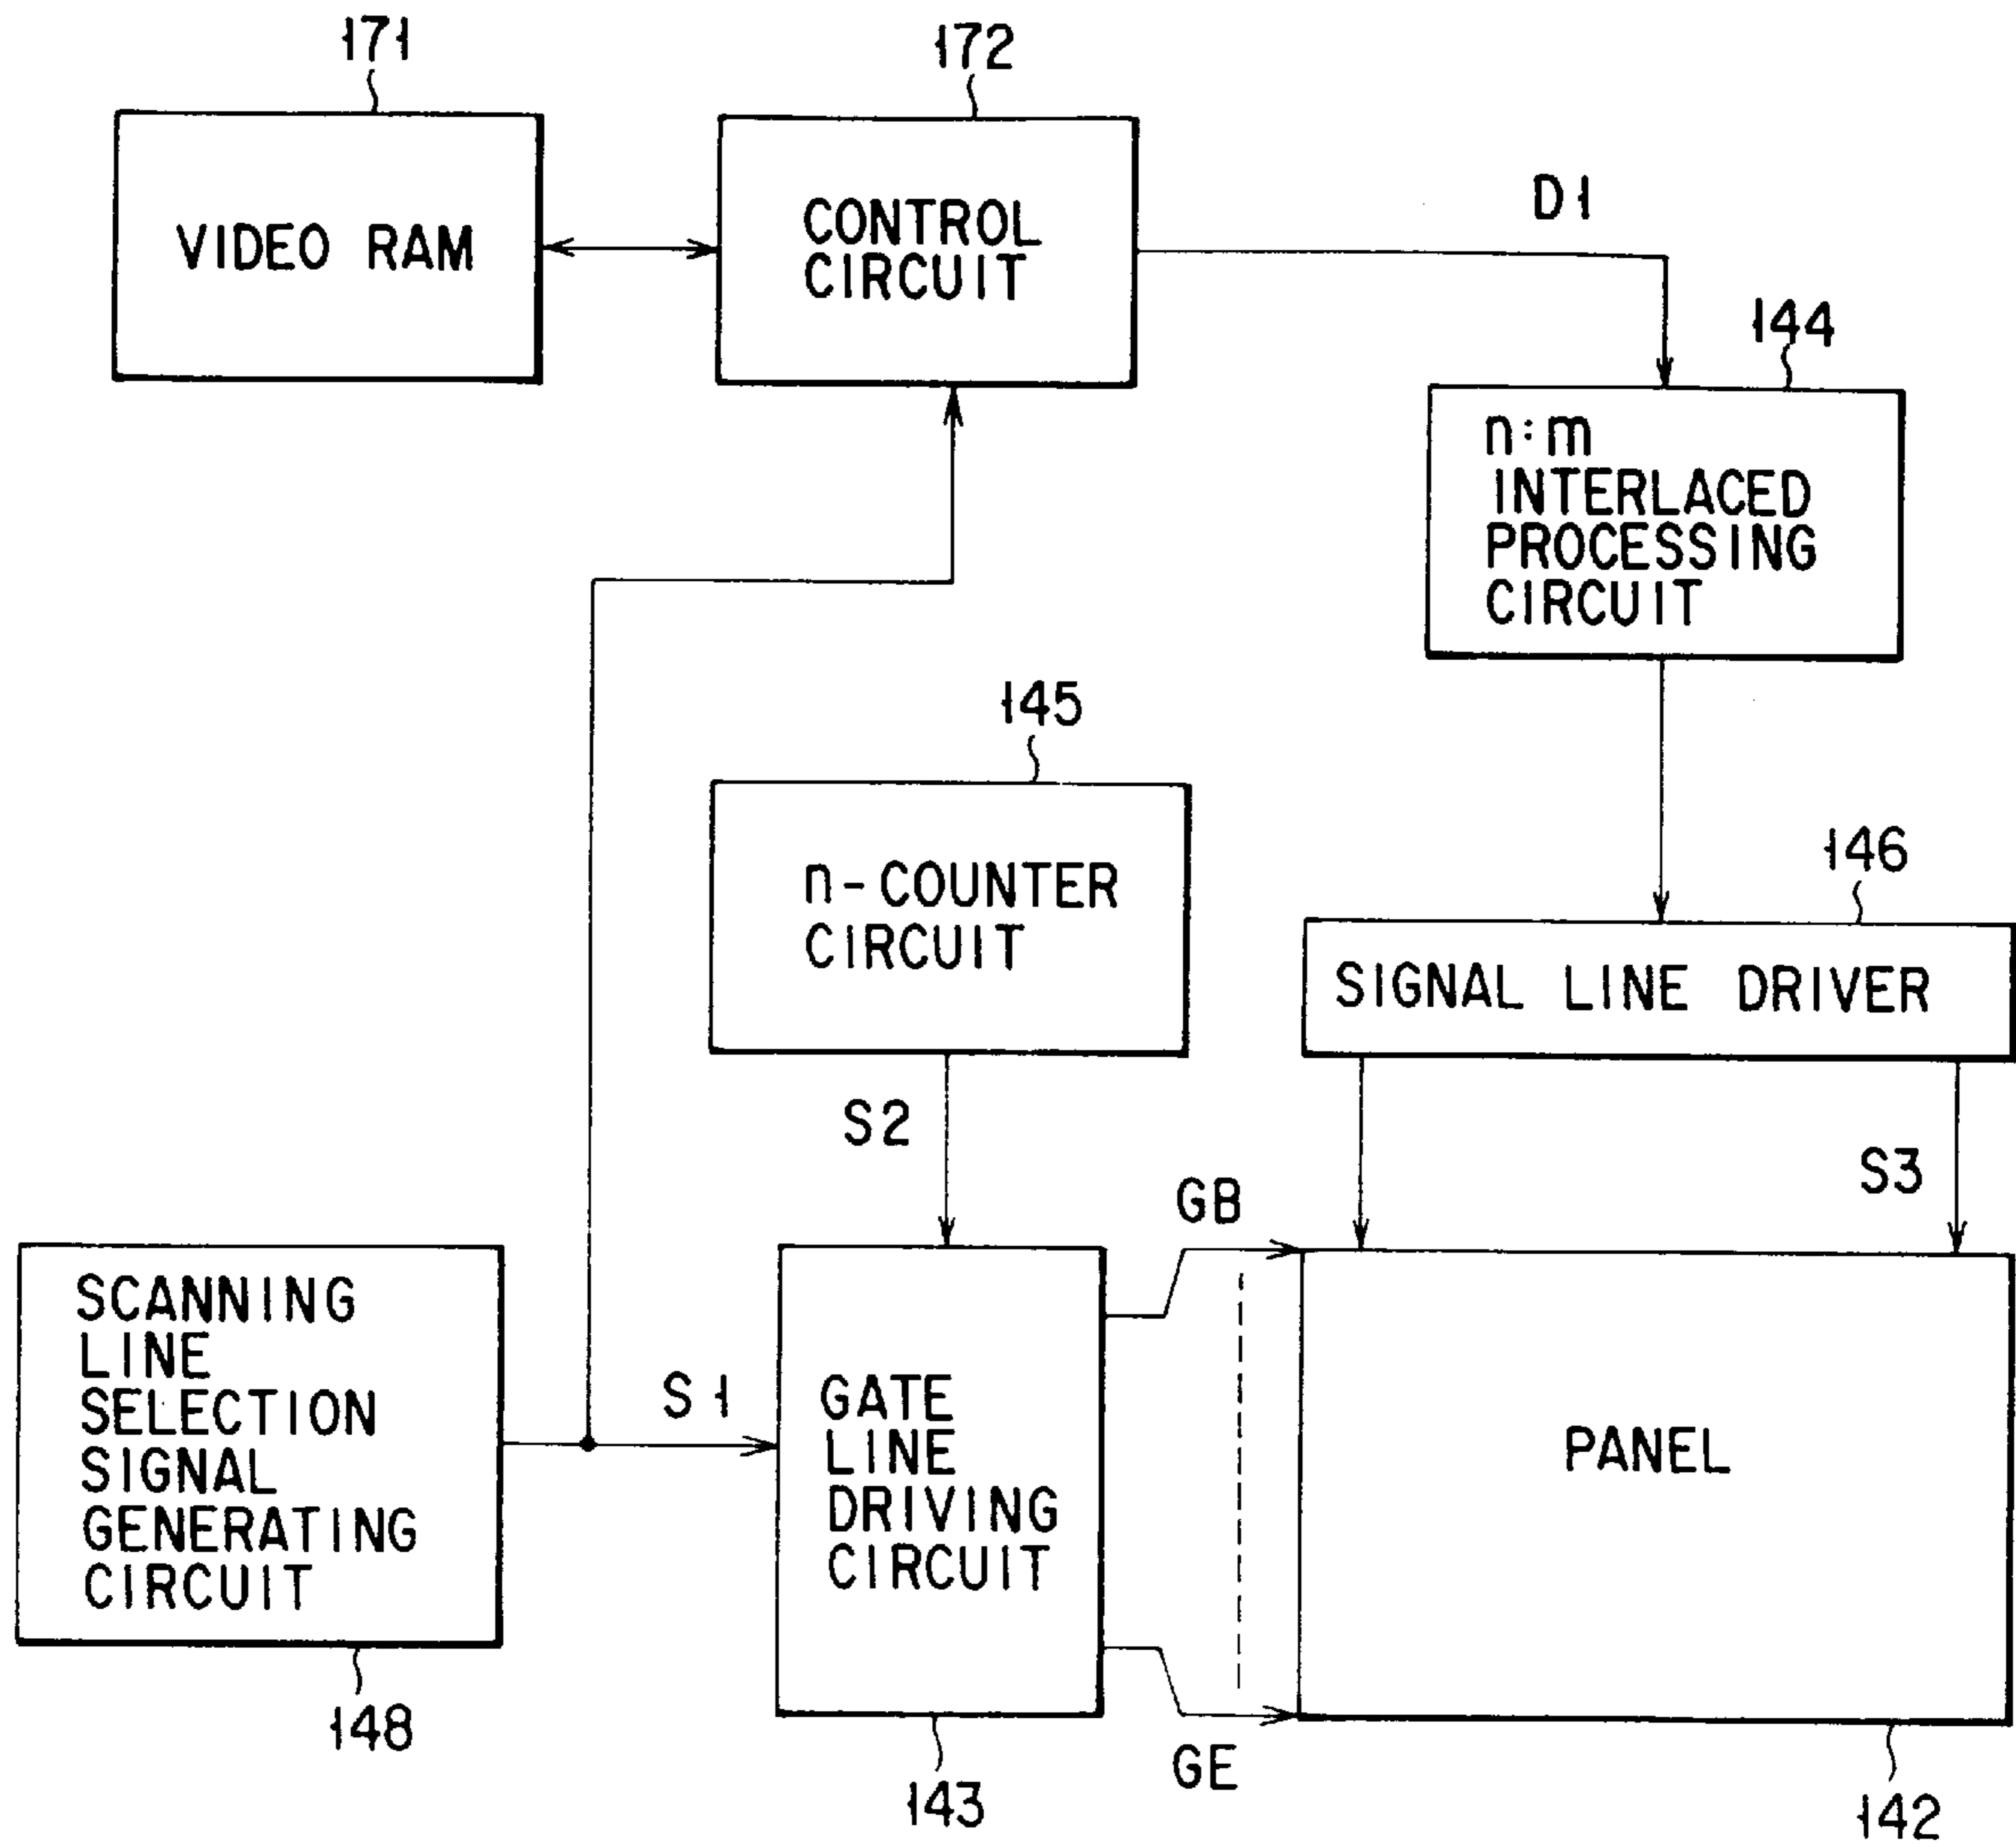 171
172
VIDEO RAM
CONTROL
CIRCUIT
D1
144
n:m
INTERLACED
PROCESSING
CIRCUIT
145
n-COUNTER
CIRCUIT
146
SIGNAL LINE DRIVER
S2
S3
GB
SCANNING
LINE
SELECTION
SIGNAL
GENERATING
CIRCUIT
S1
GATE
LINE
DRIVING
CIRCUIT
PANEL
148
143
GE
142